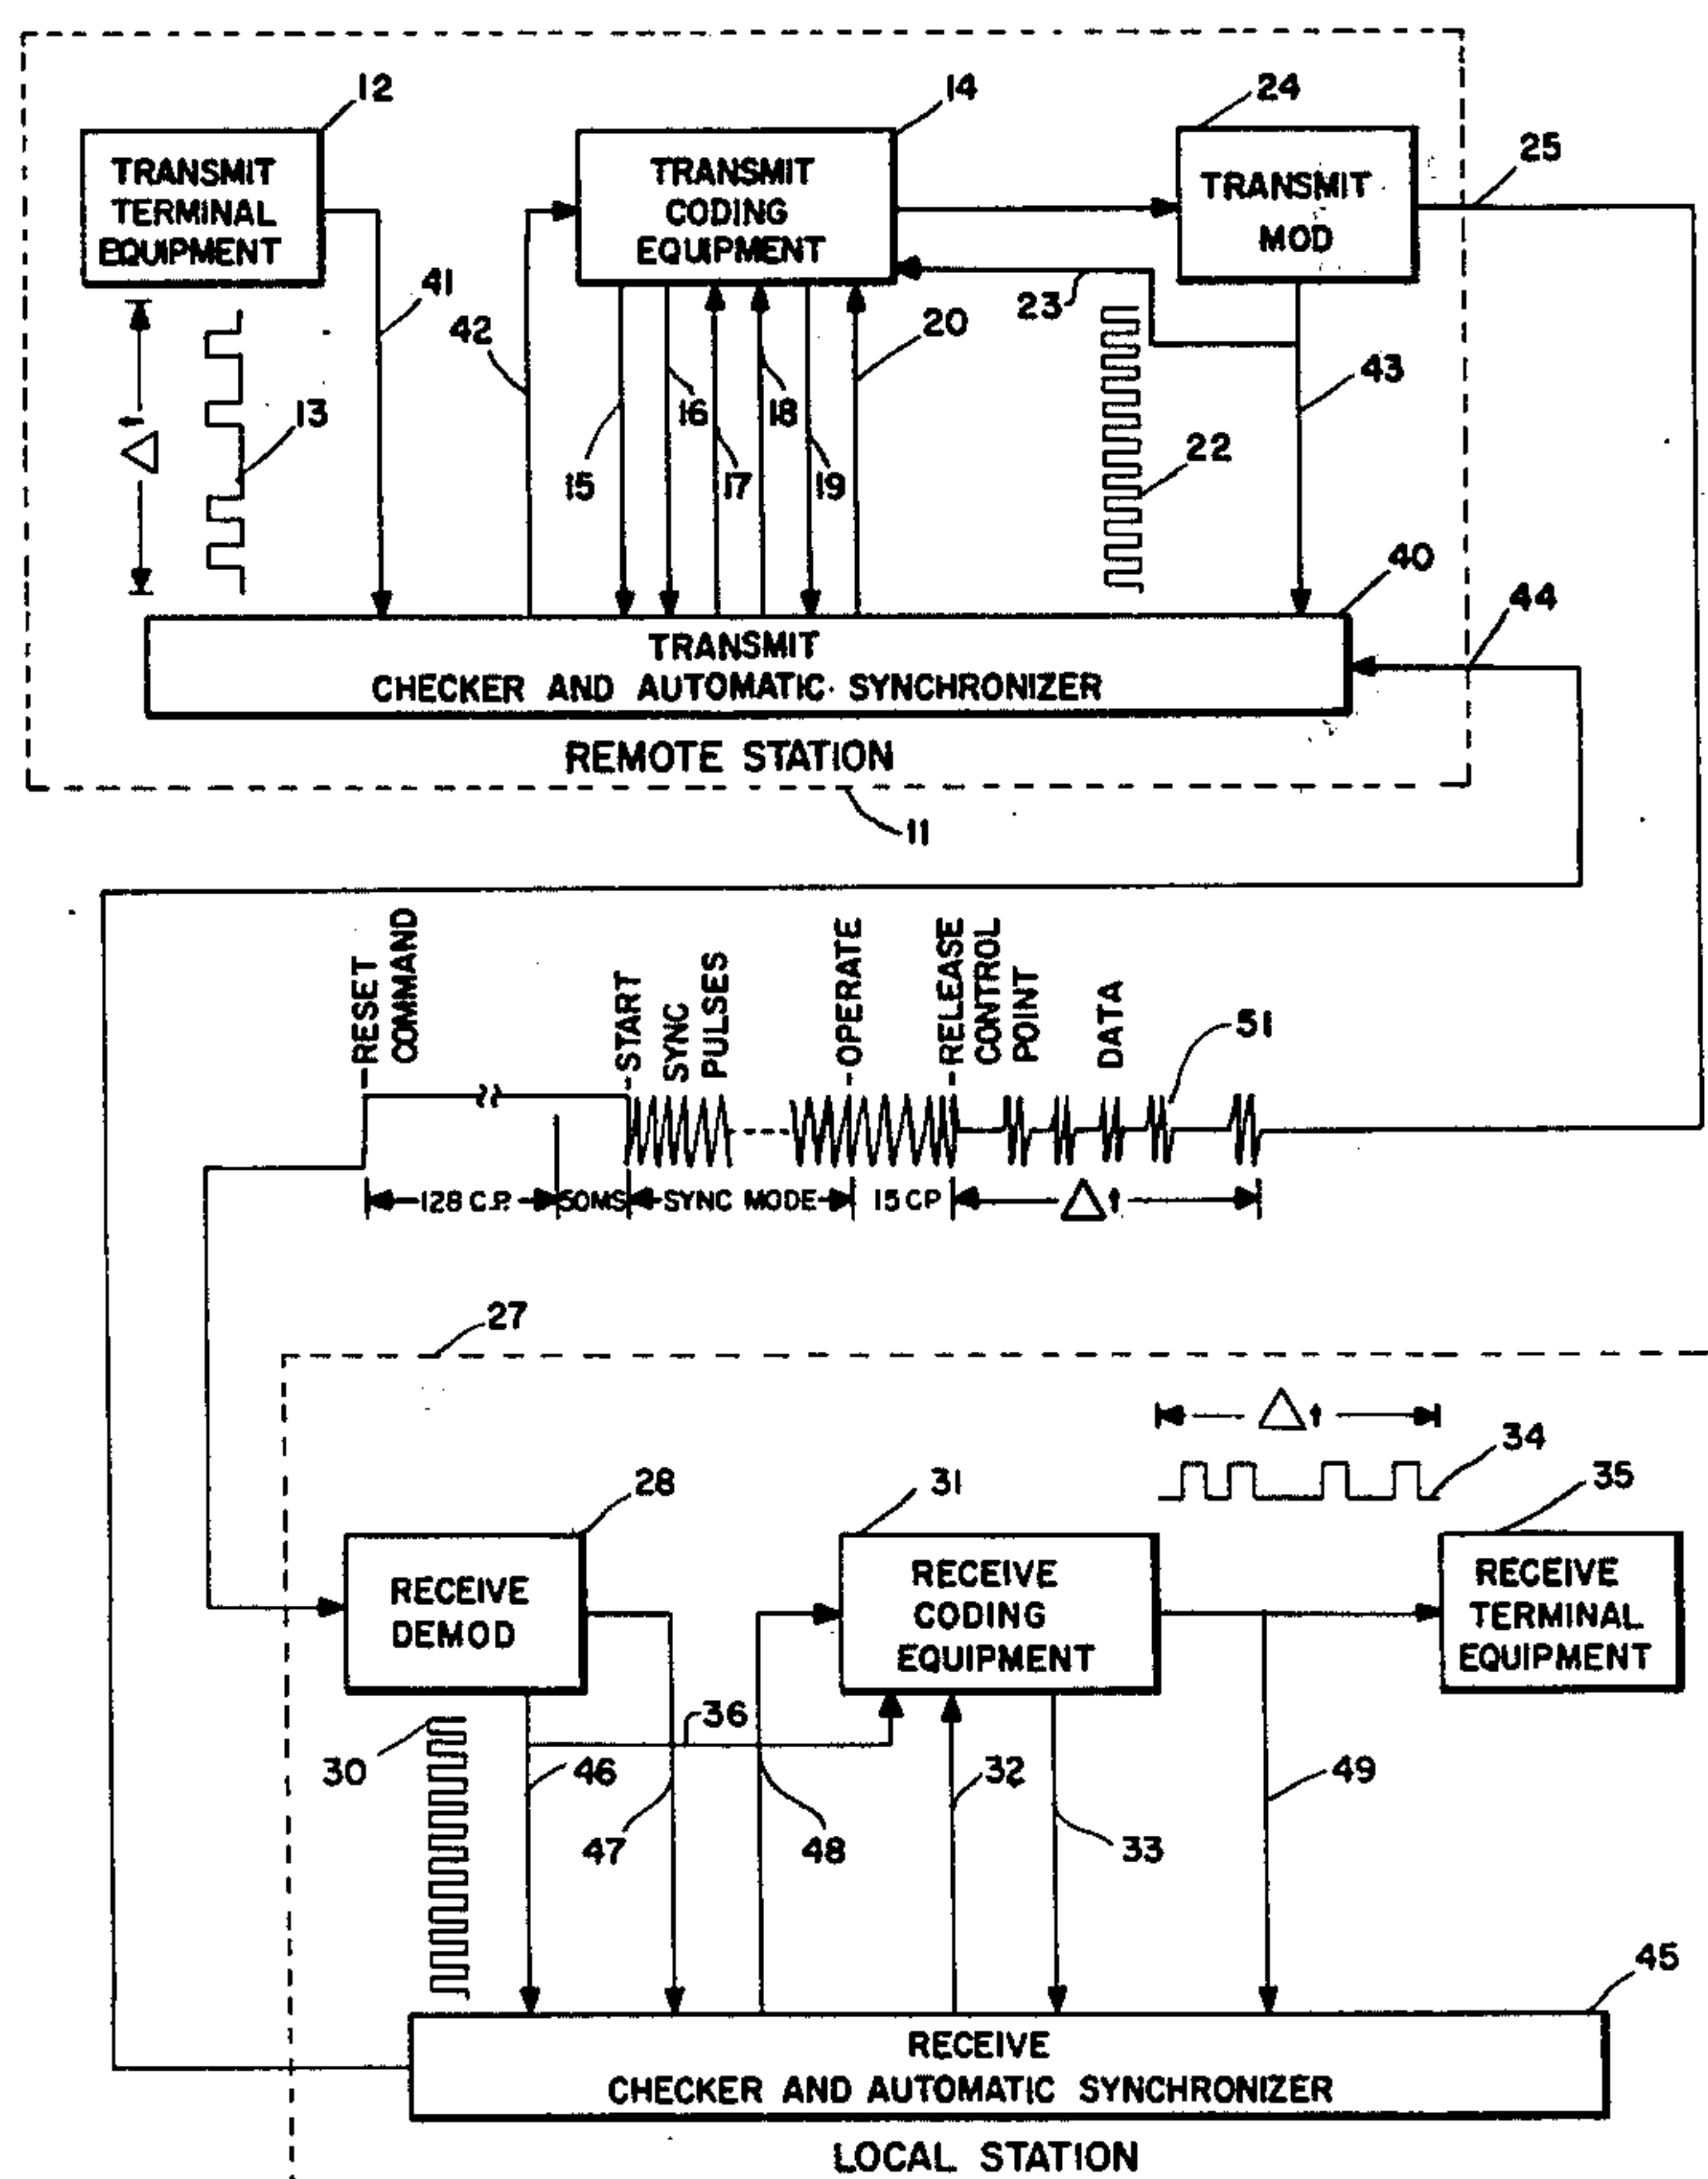 12
14
24
25
TRANSMIT
TERMINAL
EQUIPMENT
TRANSMIT
CODING
EQUIPMENT
TRANSMIT
MOD
41
42
23
20
Δt
13
15
16
17
18
19
22
43
40
44
TRANSMIT
CHECKER AND AUTOMATIC SYNCHRONIZER
REMOTE STATION
11
RESET
COMMAND
START
SYNC
PULSES
OPERATE
RELEASE
CONTROL
POINT
DATA
51
128 C.P.
50MS
SYNC MODE
15 CP
Δt
27
Δt
34
28
31
35
RECEIVE
DEMOD
RECEIVE
CODING
EQUIPMENT
RECEIVE
TERMINAL
EQUIPMENT
30
36
46
47
48
32
33
49
45
RECEIVE
CHECKER AND AUTOMATIC SYNCHRONIZER
LOCAL STATION